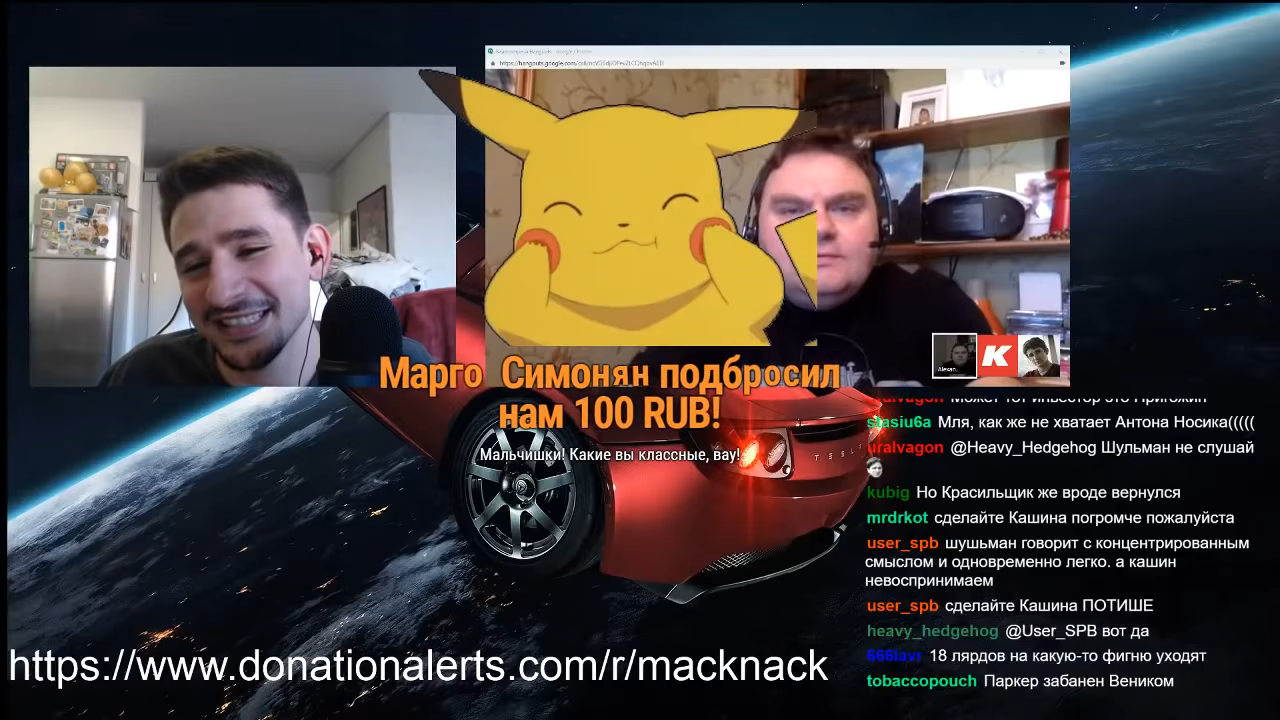 Марго Симонян подбросил
нам 100 RUB!
Мальчишки! Какие вы классные, вау!
TESL
Alexan...
K
stasiu6a Мля, как же не хватает Антона Носика(((((
uralvagon @Heavy_Hedgehog Шульман не слушай
kubig Но Красильщик же вроде вернулся
mrdrkot сделайте Кашина погромче пожалуйста
user_spb шушьман говорит с концентрированным
смыслом и одновременно легко. а кашин
невоспринимаем
user_spb сделайте Кашина ПОТИШЕ
heavy_hedgehog @User_SPB вот да
666lavr 18 лярдов на какую-то фигню уходят
tobaccopouch Паркер забанен Веником
https://www.donationalerts.com/r/macknack